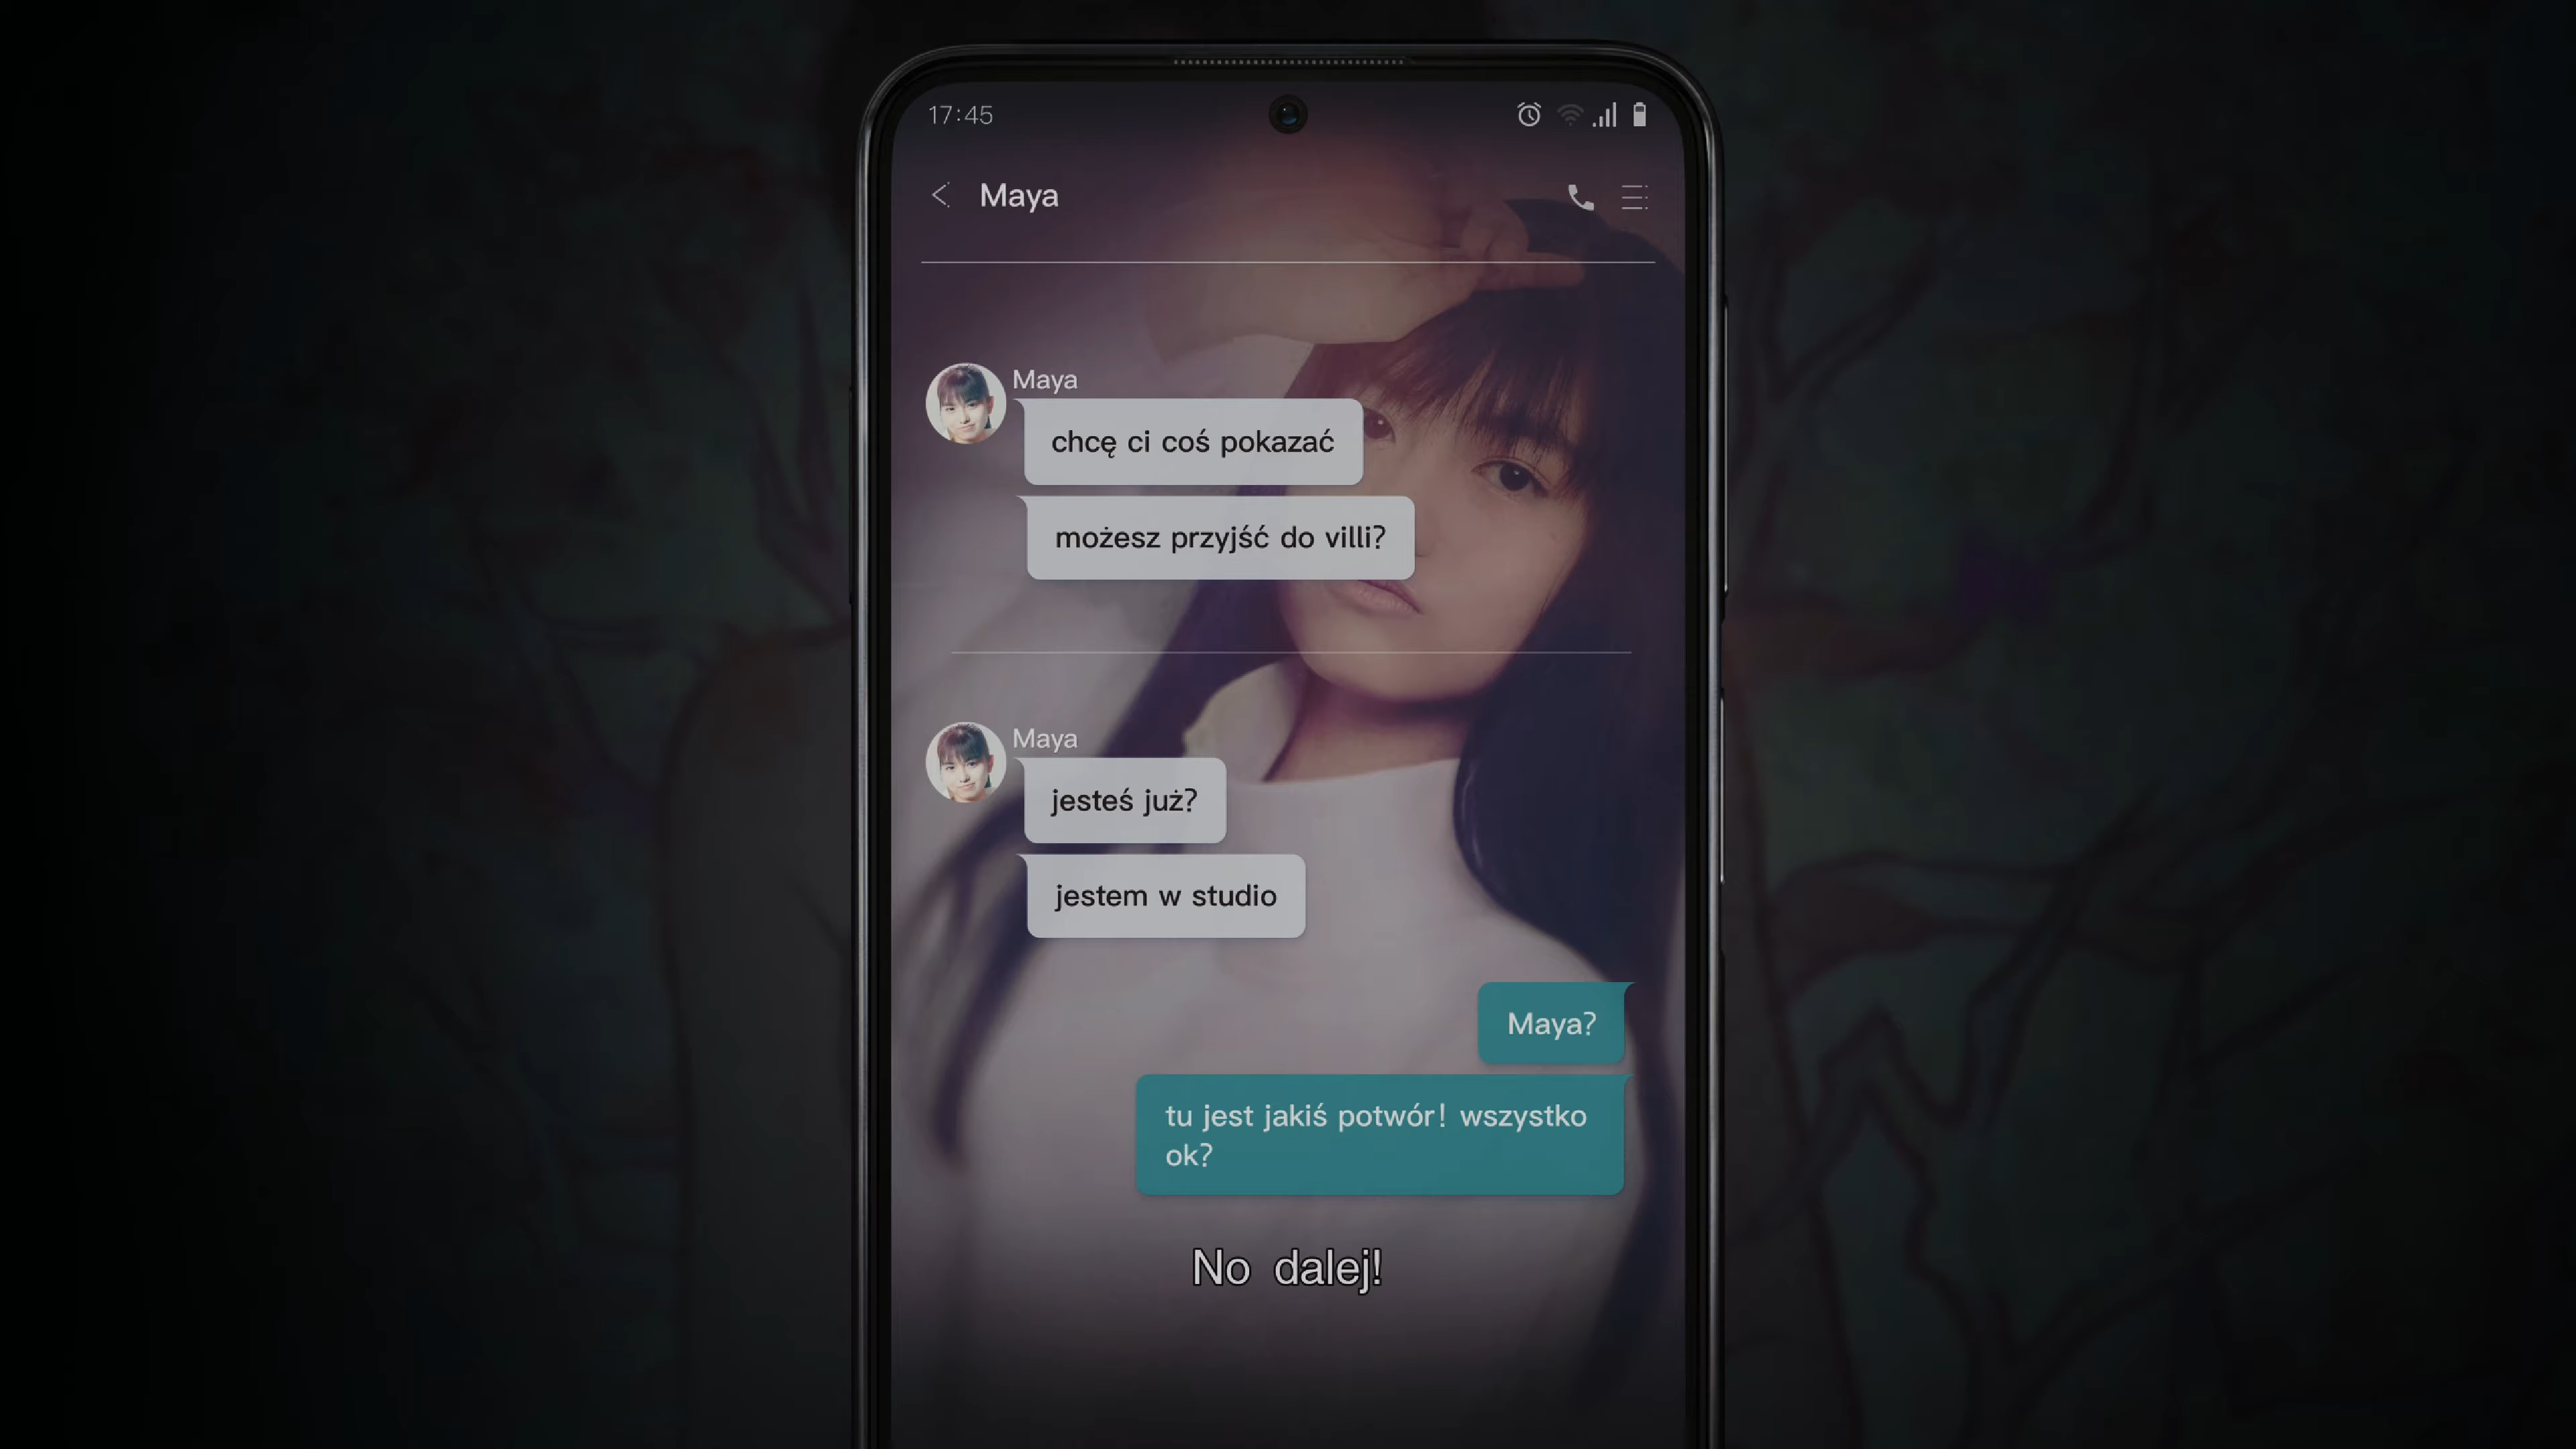 17:45
Maya
Maya
chcę ci coś pokazać
możesz przyjść do villi?
Maya
jesteś już?
jestem w studio
Maya?
tu jest jakiś potwór! wszystko
ok?
No dalej!